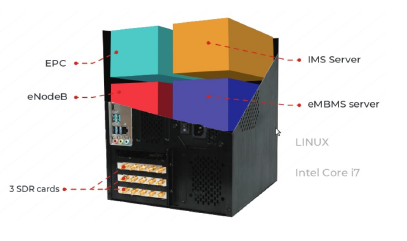 EPC
IMS Server
eNodeB
eMBMS server
LINUX
Intel Core i7
3 SDR cards